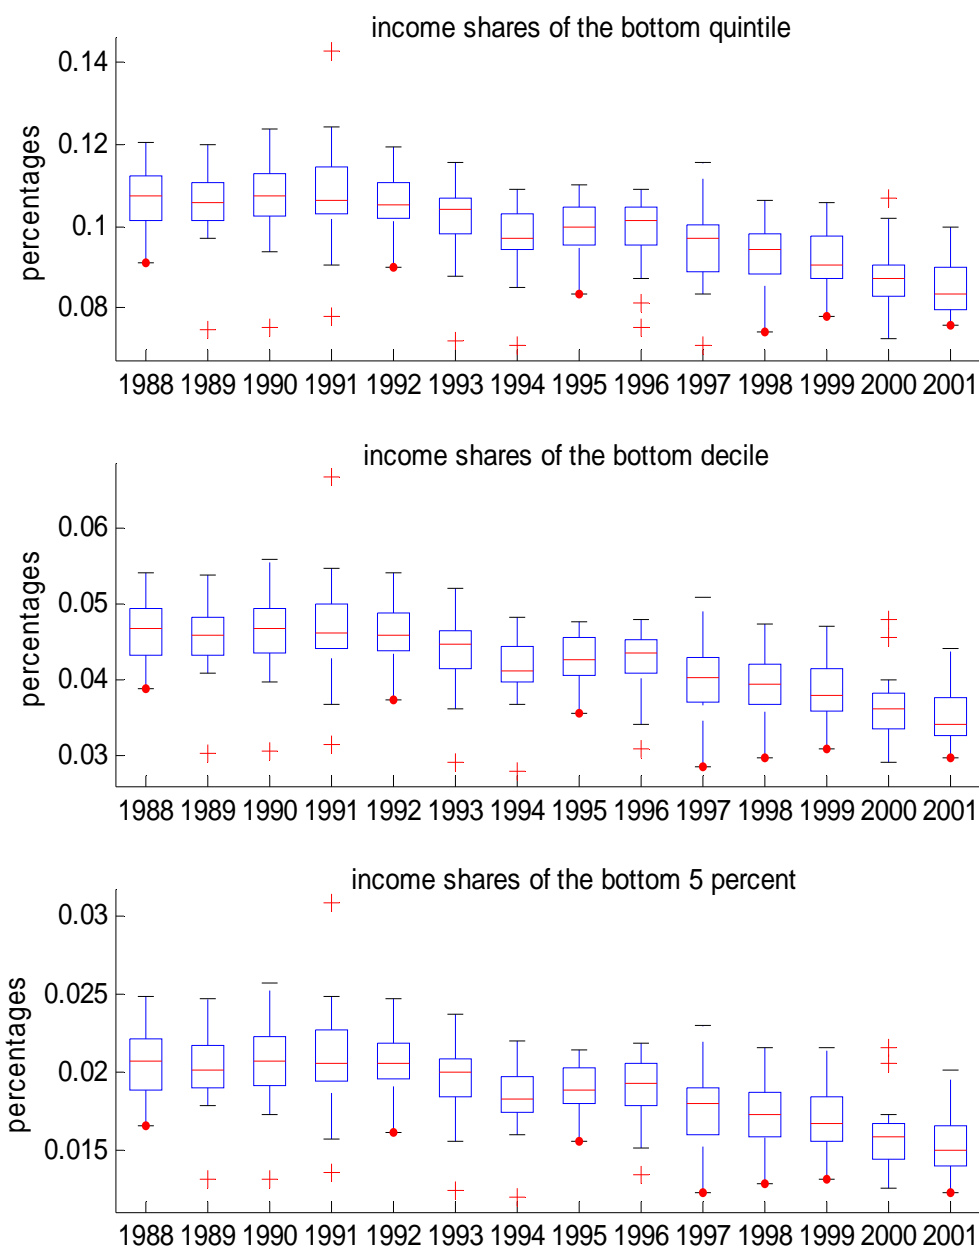 income shares of the bottom quintile
percentages
0.14
0.12
0.1
0.08
1988 1989 1990 1991 1992 1993 1994 1995 1996 1997 1998 1999 2000 2001
income shares of the bottom decile
percentages
0.06
0.05
0.04
0.03
1988 1989 1990 1991 1992 1993 1994 1995 1996 1997 1998 1999 2000 2001
income shares of the bottom 5 percent
percentages
0.03
0.025
0.02
0.015
1988 1989 1990 1991 1992 1993 1994 1995 1996 1997 1998 1999 2000 2001